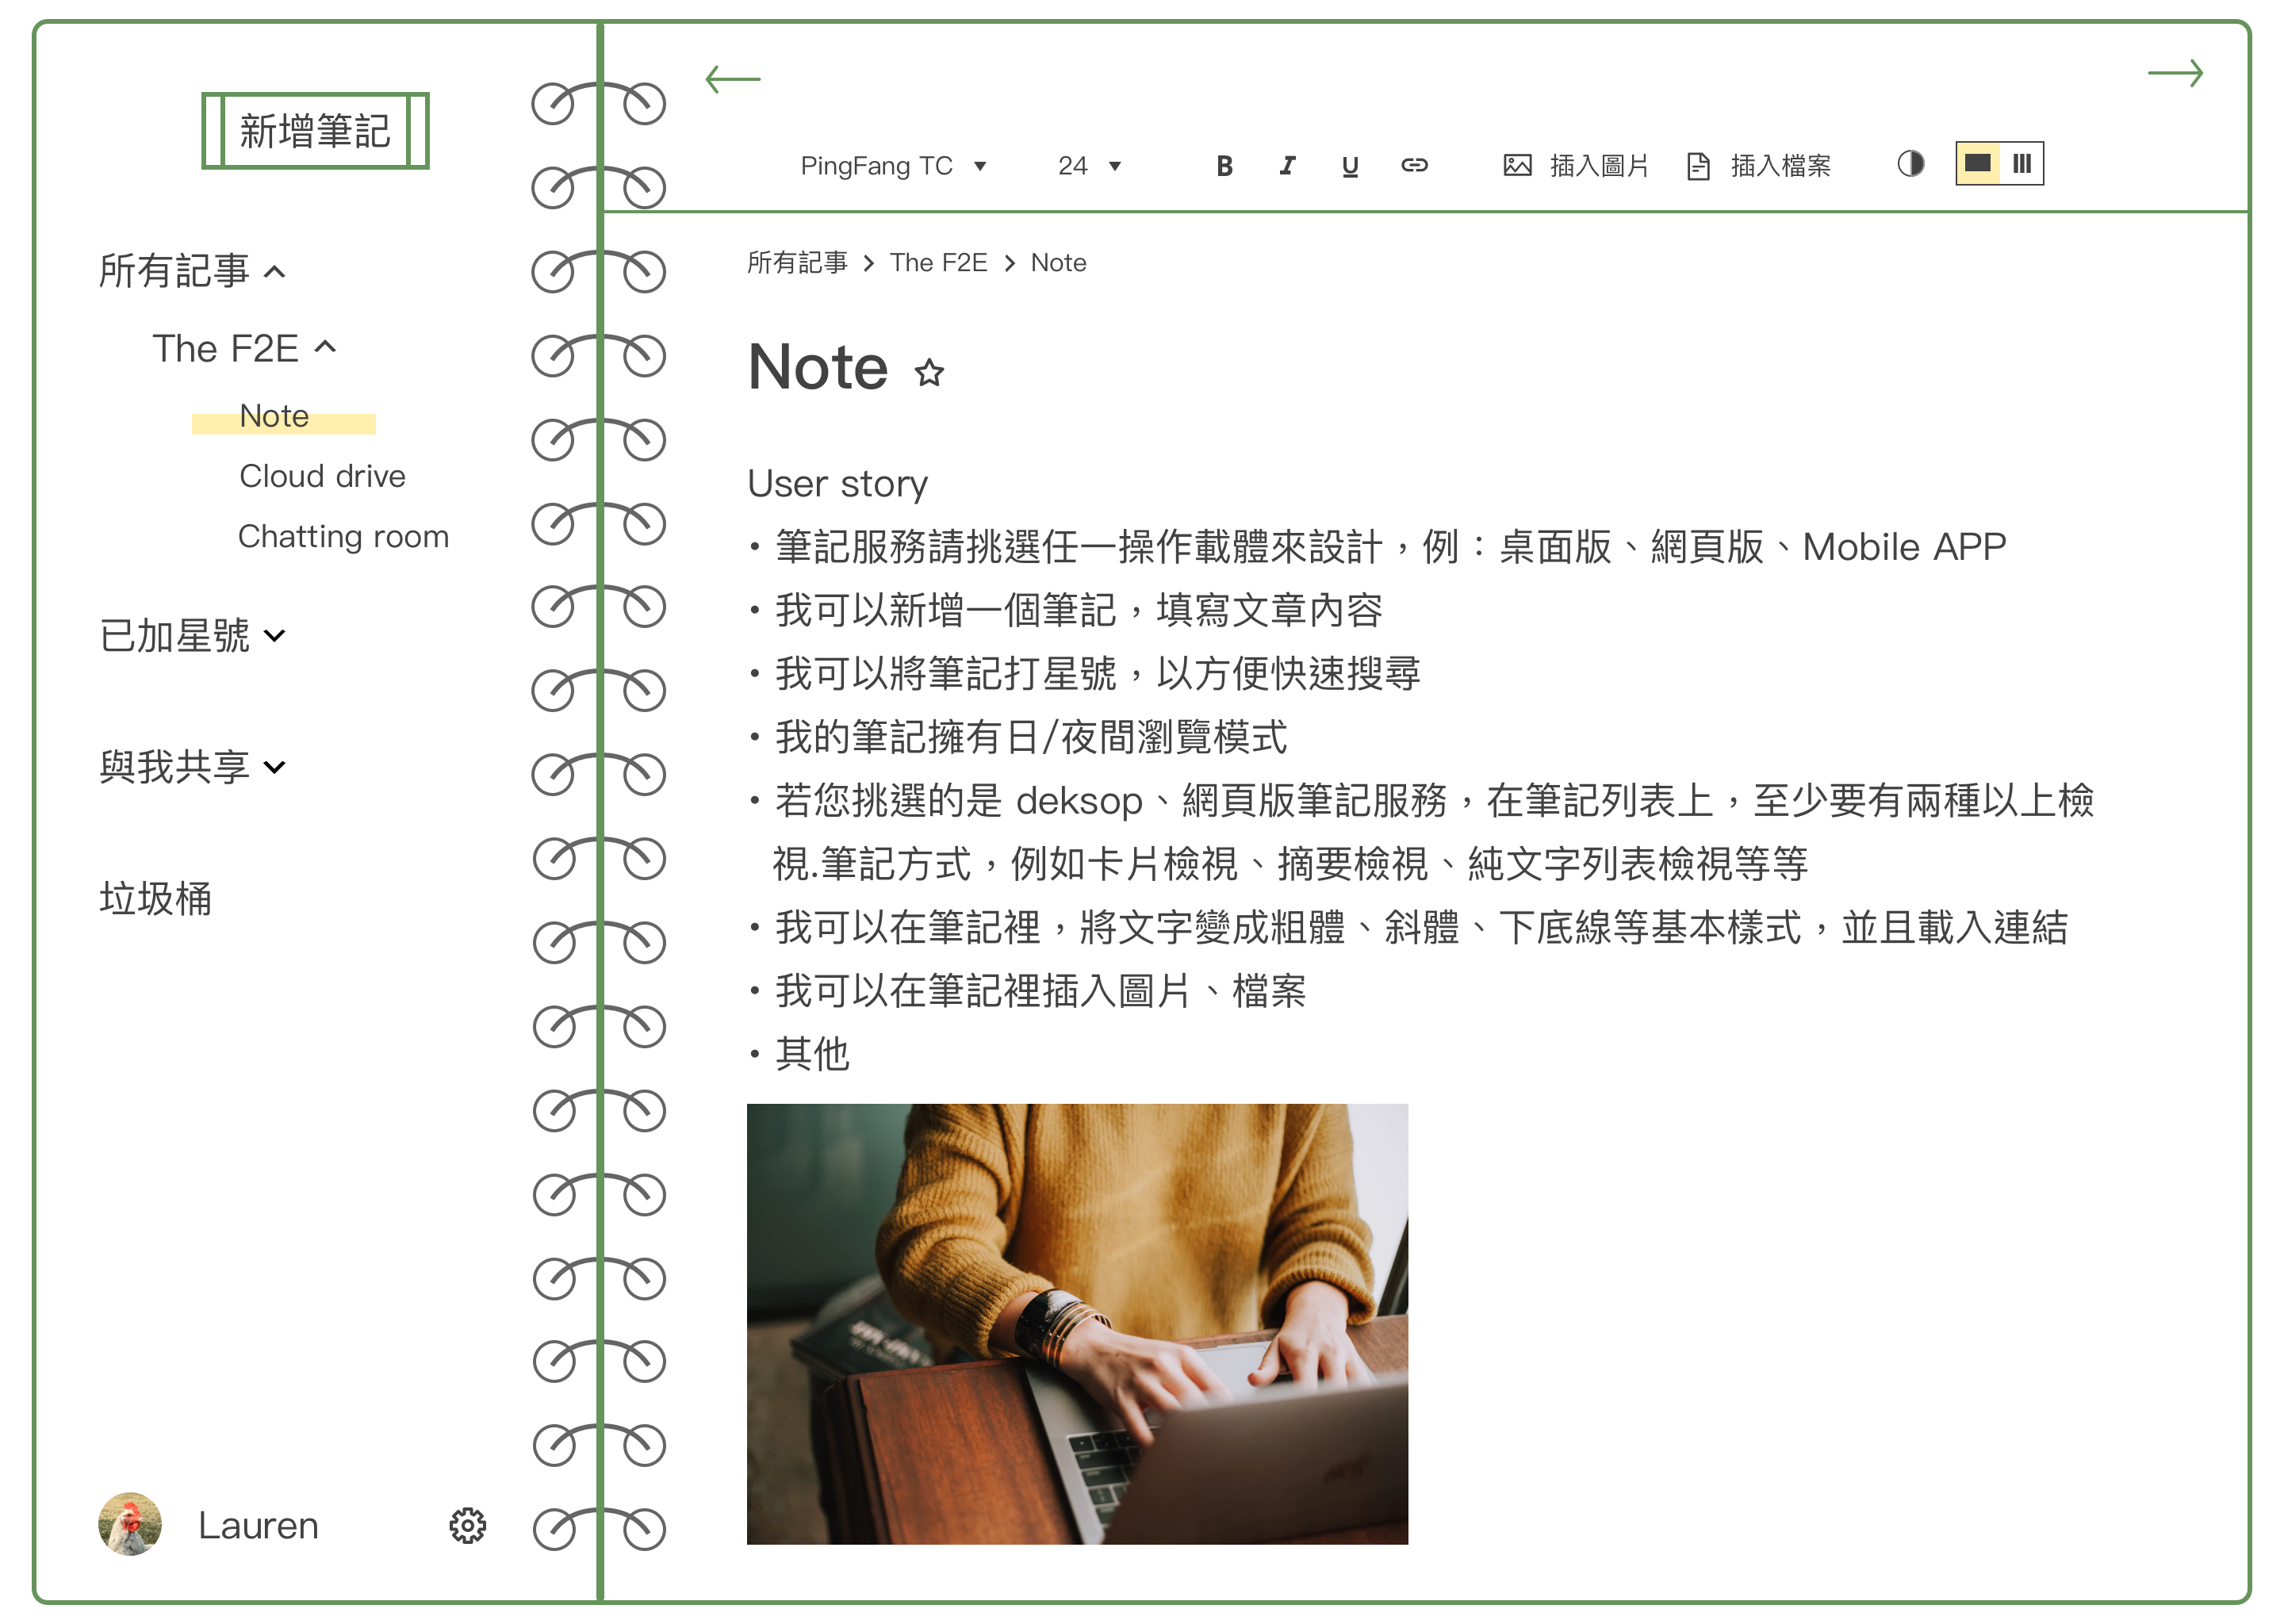 新增筆記
所有記事
The F2E
Note
Cloud drive
Chatting room
已加星號
與我共享
垃圾桶
Lauren
PingFang TC 24 B I U 插入圖片 插入檔案
所有記事 > The F2E > Note
Note
User story
• 筆記服務請挑選任一操作載體來設計，例：桌面版、網頁版、Mobile APP
• 我可以新增一個筆記，填寫文章內容
• 我可以將筆記打星號，以方便快速搜尋
• 我的筆記擁有日/夜間瀏覽模式
• 若您挑選的是 deksop、網頁版筆記服務，在筆記列表上，至少要有兩種以上檢
視.筆記方式，例如卡片檢視、摘要檢視、純文字列表檢視等等
• 我可以在筆記裡，將文字變成粗體、斜體、下底線等基本樣式，並且載入連結
• 我可以在筆記裡插入圖片、檔案
• 其他